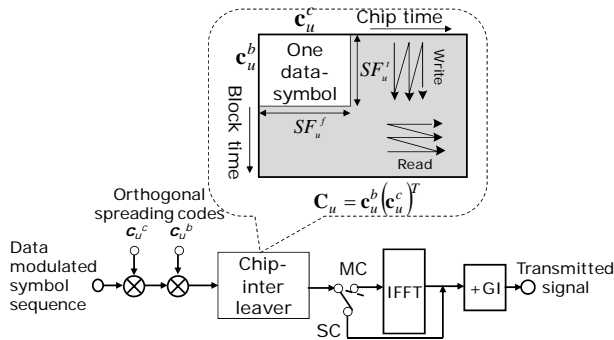 c_u^c
Chip time
c_u^b
One
data-
symbol
SF_u^t
Write
Block time
SF_u^f
Read
C_u = c_u^b (c_u^c)^T
Orthogonal
spreading codes
c_u^c c_u^b
Data
modulated
symbol
sequence
Chip-
inter
leaver
MC
SC
IFFT
+GI
Transmitted
signal